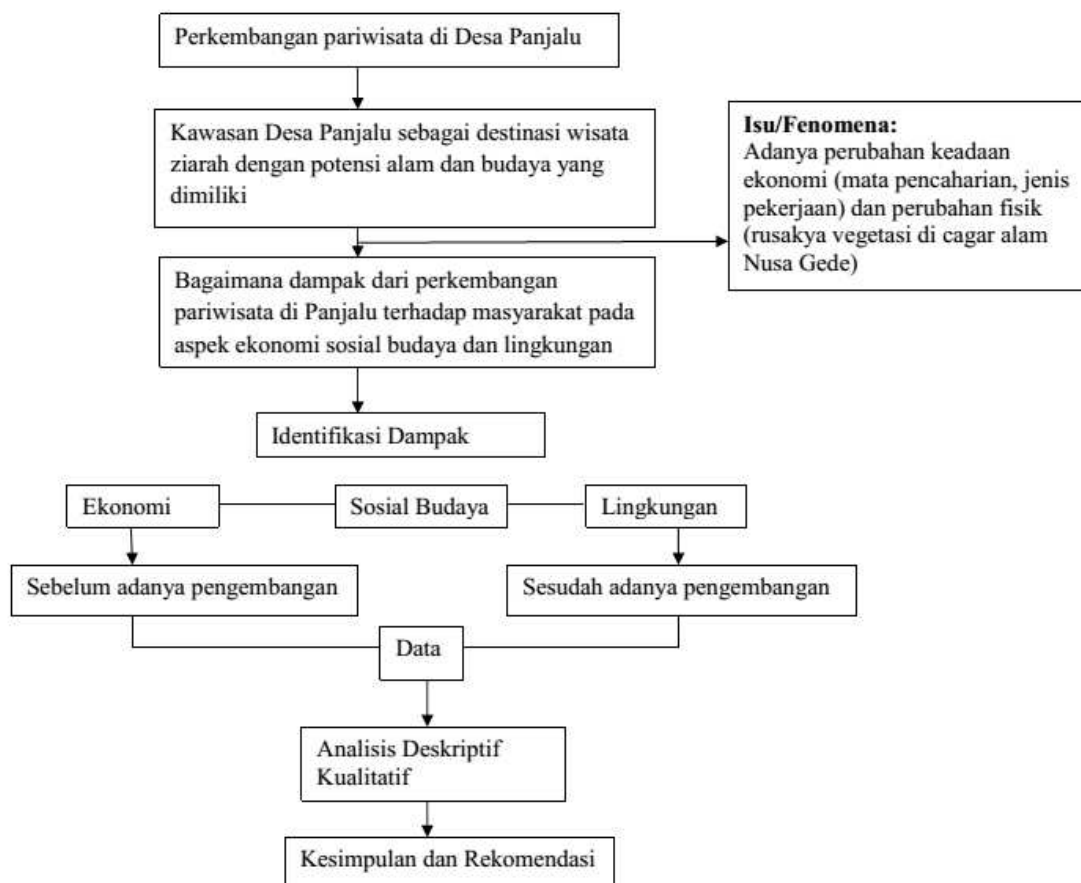 Perkembangan pariwisata di Desa Panjalu
Kawasan Desa Panjalu sebagai destinasi wisata
ziarah dengan potensi alam dan budaya yang
dimiliki
Isu/Fenomena:
Adanya perubahan keadaan
ekonomi (mata pencaharian, jenis
pekerjaan) dan perubahan fisik
(rusakya vegetasi di cagar alam
Nusa Gede)
Bagaimana dampak dari perkembangan
pariwisata di Panjalu terhadap masyarakat pada
aspek ekonomi sosial budaya dan lingkungan
Identifikasi Dampak
Ekonomi
Sosial Budaya
Lingkungan
Sebelum adanya pengembangan
Sesudah adanya pengembangan
Data
Analisis Deskriptif
Kualitatif
Kesimpulan dan Rekomendasi